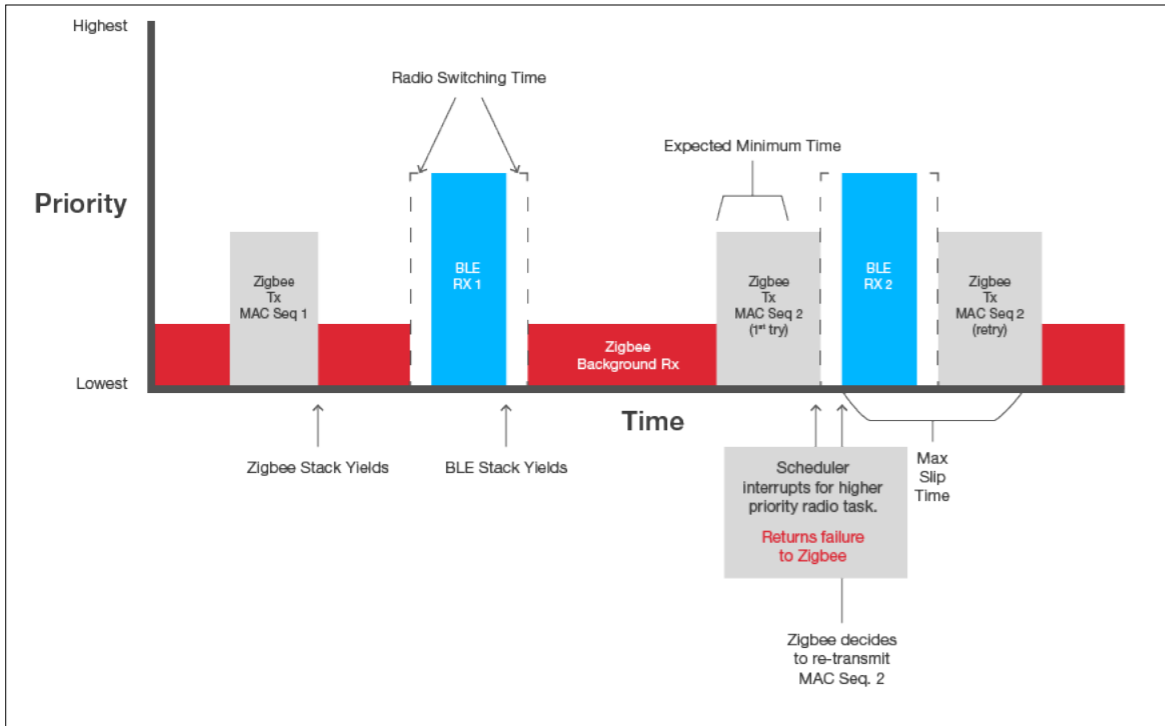 Highest
Radio Switching Time
Expected Minimum Time
Priority
BLE
RX 1
BLE
RX 2
Zigbee
Tx
MAC Seq 1
Zigbee
Tx
MAC Seq 2
(1st try)
Zigbee
Tx
MAC Seq 2
(retry)
Zigbee
Background Rx
Lowest
Time
Zigbee Stack Yields
BLE Stack Yields
Scheduler
interrupts for higher
priority radio task.
Returns failure
to Zigbee
Max
Slip
Time
Zigbee decides
to re-transmit
MAC Seq. 2